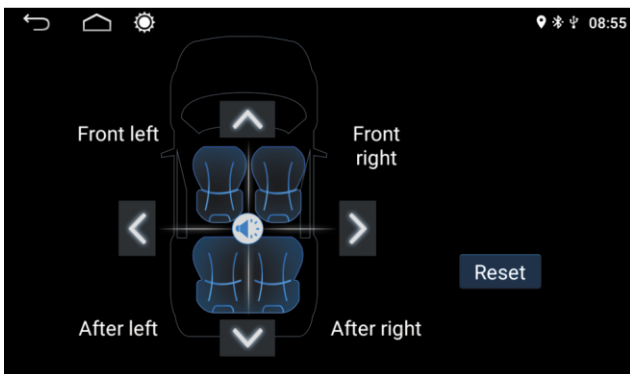 08:55
Front left
Front
right
Reset
After left
After right